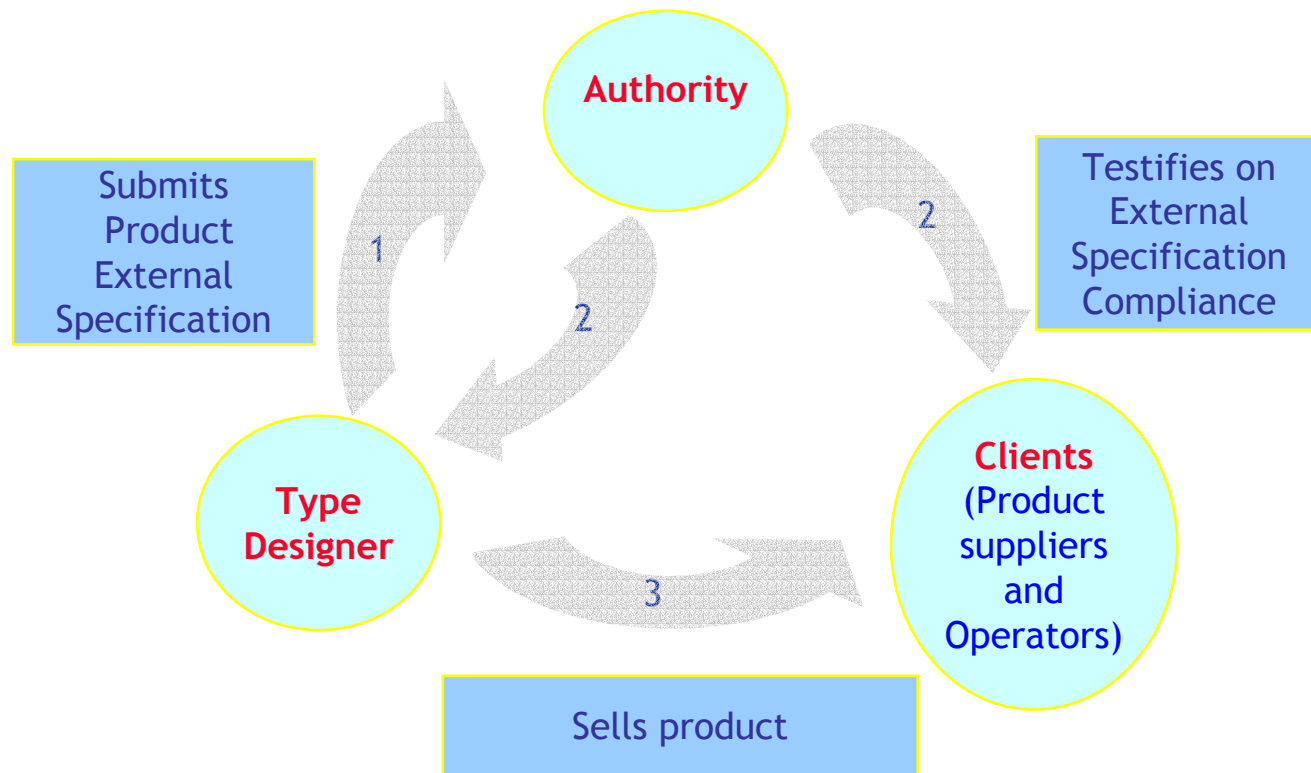 Authority
Submits
Product
External
Specification
1
2
2
Testifies on
External
Specification
Compliance
Type
Designer
Clients
(Product
suppliers
and
Operators)
3
Sells product